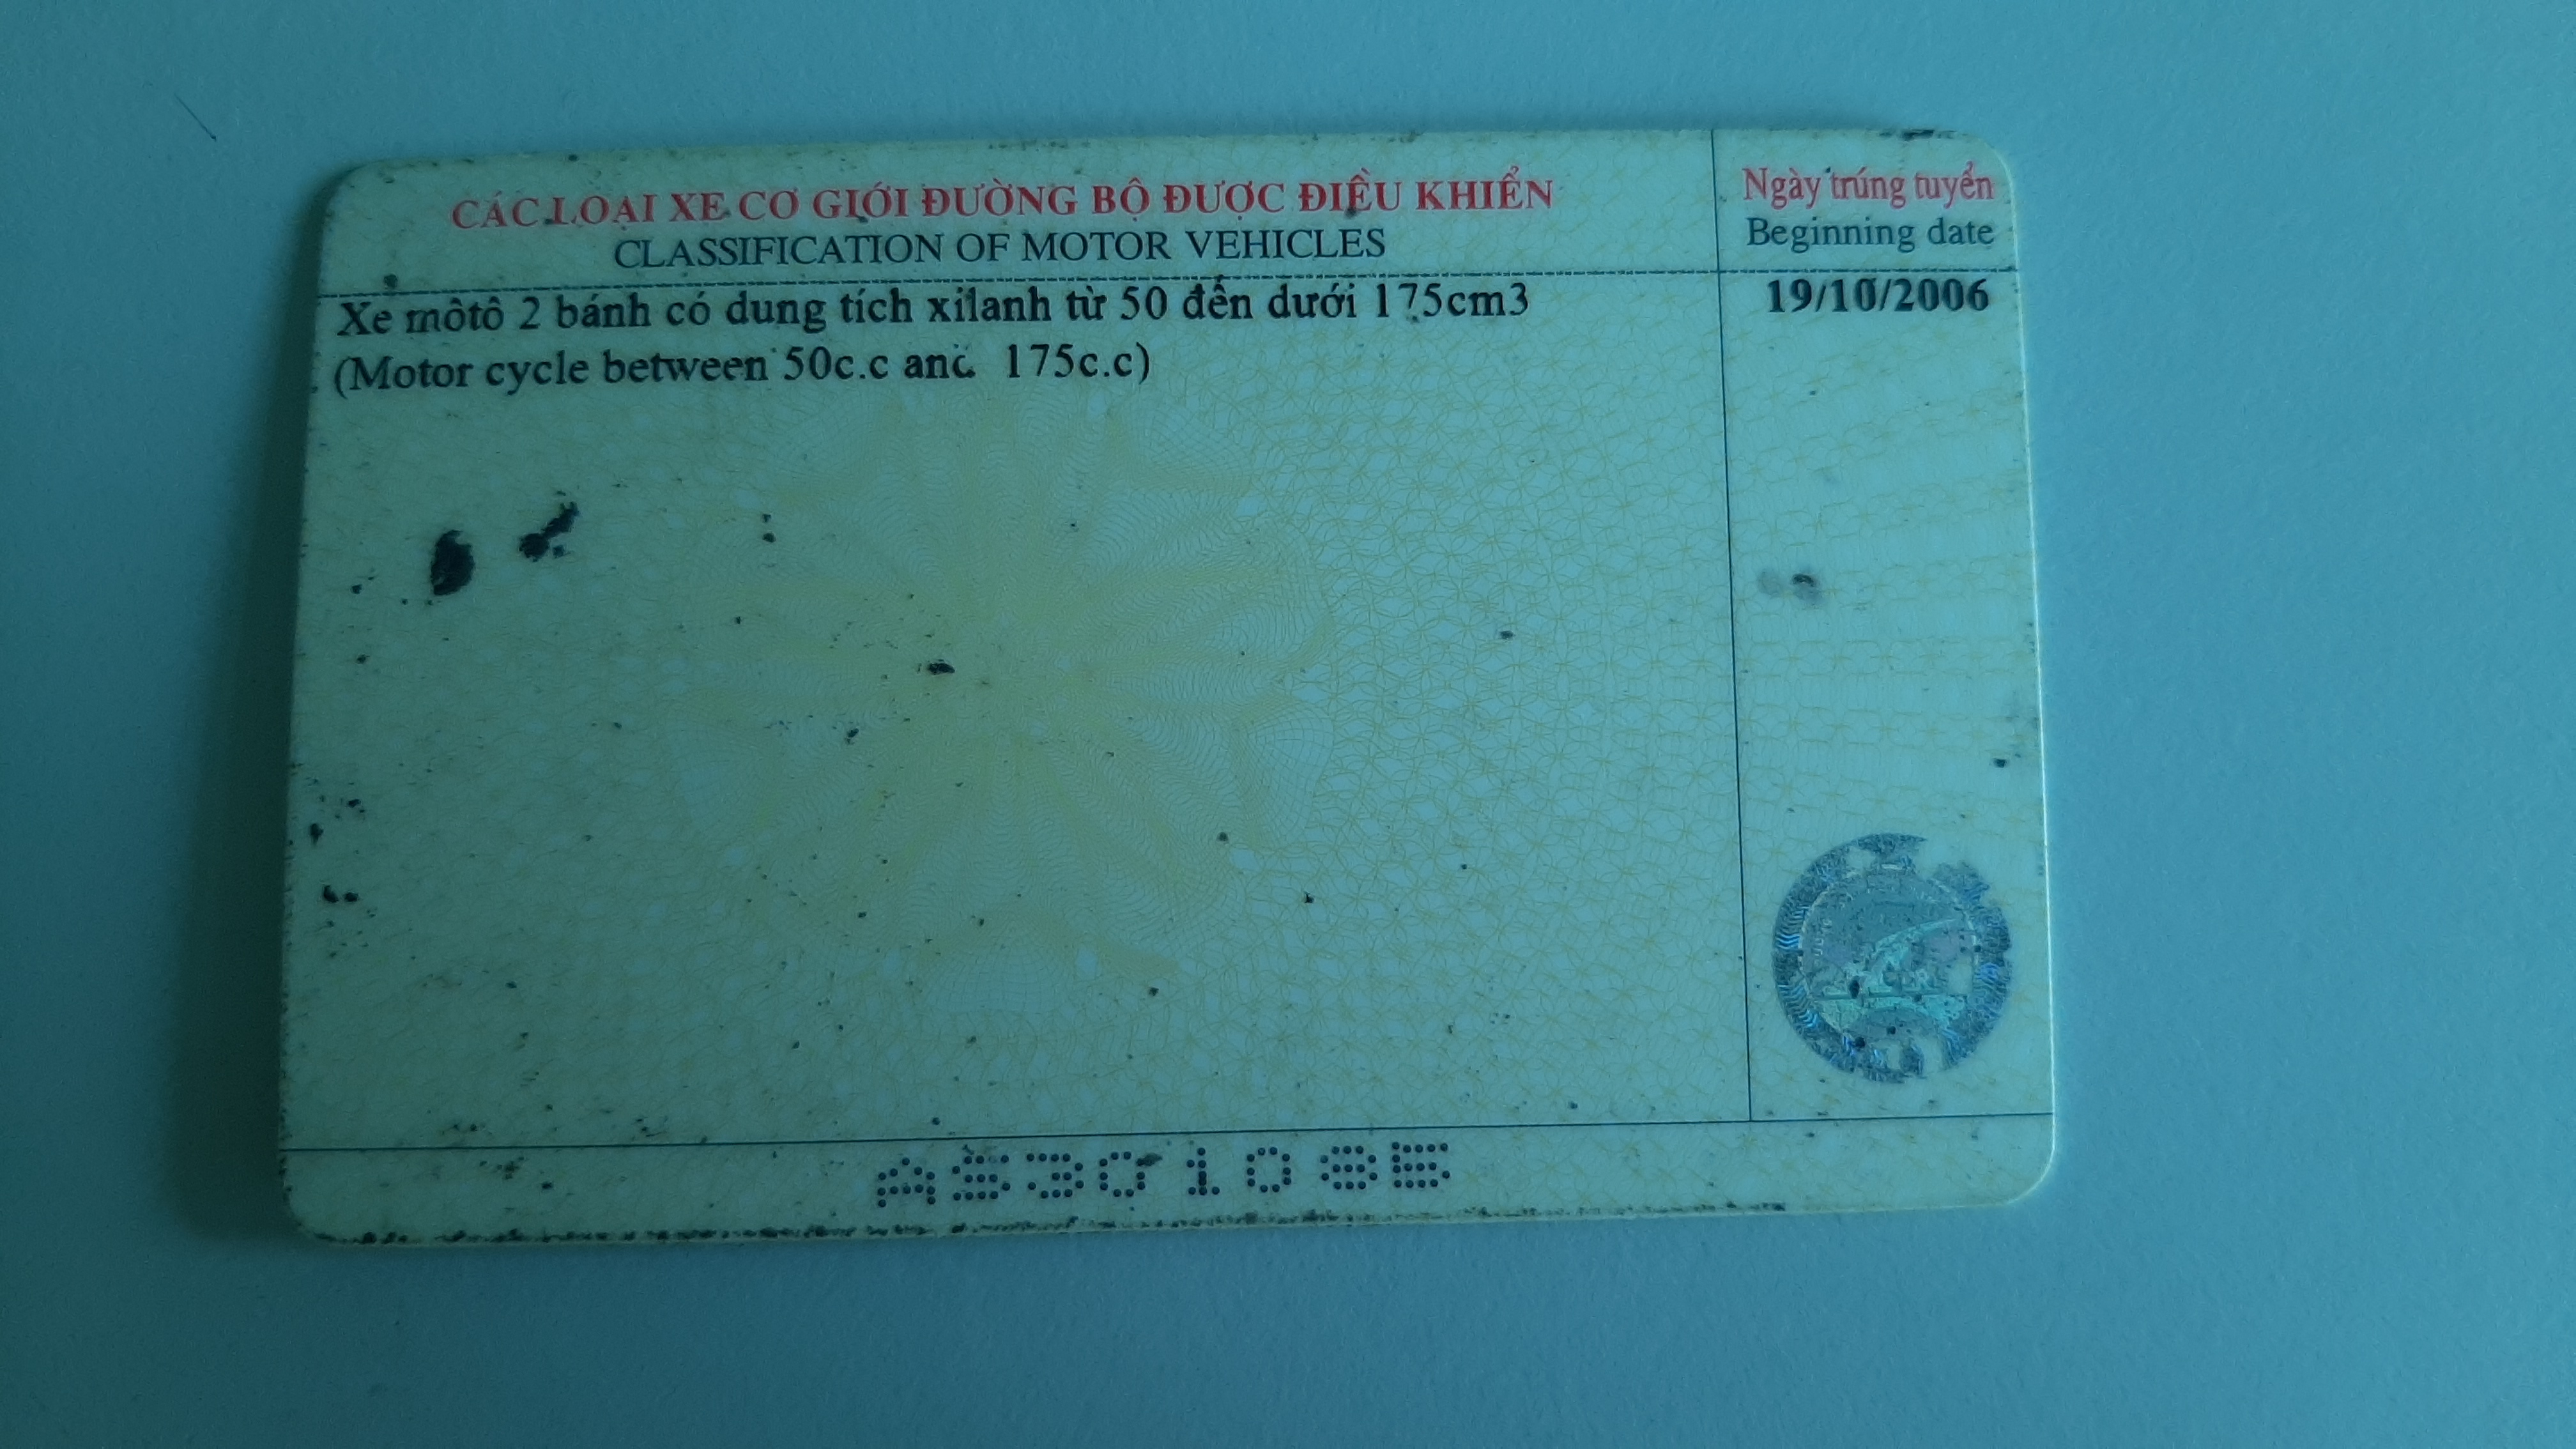 CÁC LOẠI XE CƠ GIỚI ĐƯỜNG BỘ ĐƯỢC ĐIỀU KHIỂN
CLASSIFICATION OF MOTOR VEHICLES
Ngày trúng tuyển
Beginning date
Xe môtô 2 bánh có dung tích xilanh từ 50 đến dưới 175cm3
19/10/2006
(Motor cycle between 50c.c and 175c.c)